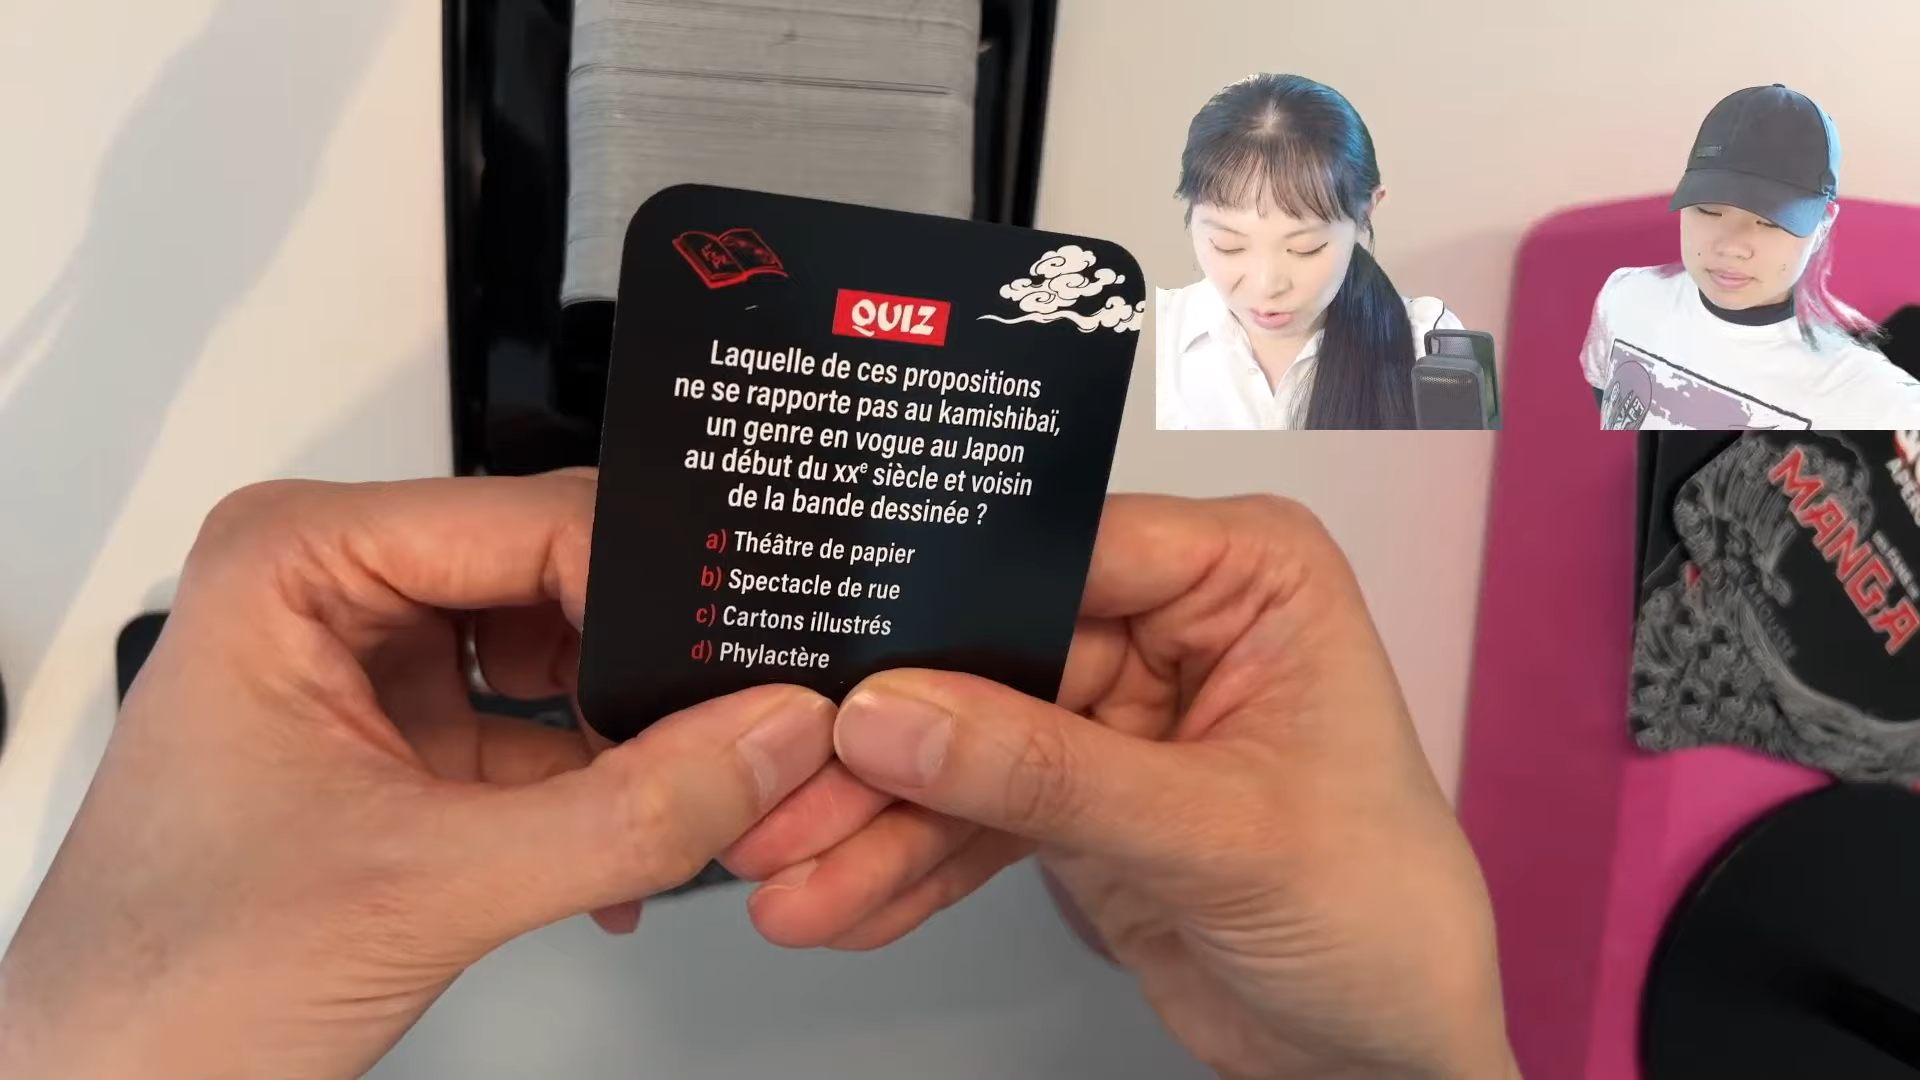 QUIZ
Laquelle de ces propositions
ne se rapporte pas au kamishibaï,
un genre en vogue au Japon
au début du XXe siècle et voisin
de la bande dessinée ?
a) Théâtre de papier
b) Spectacle de rue
c) Cartons illustrés
d) Phylactère
MANGA